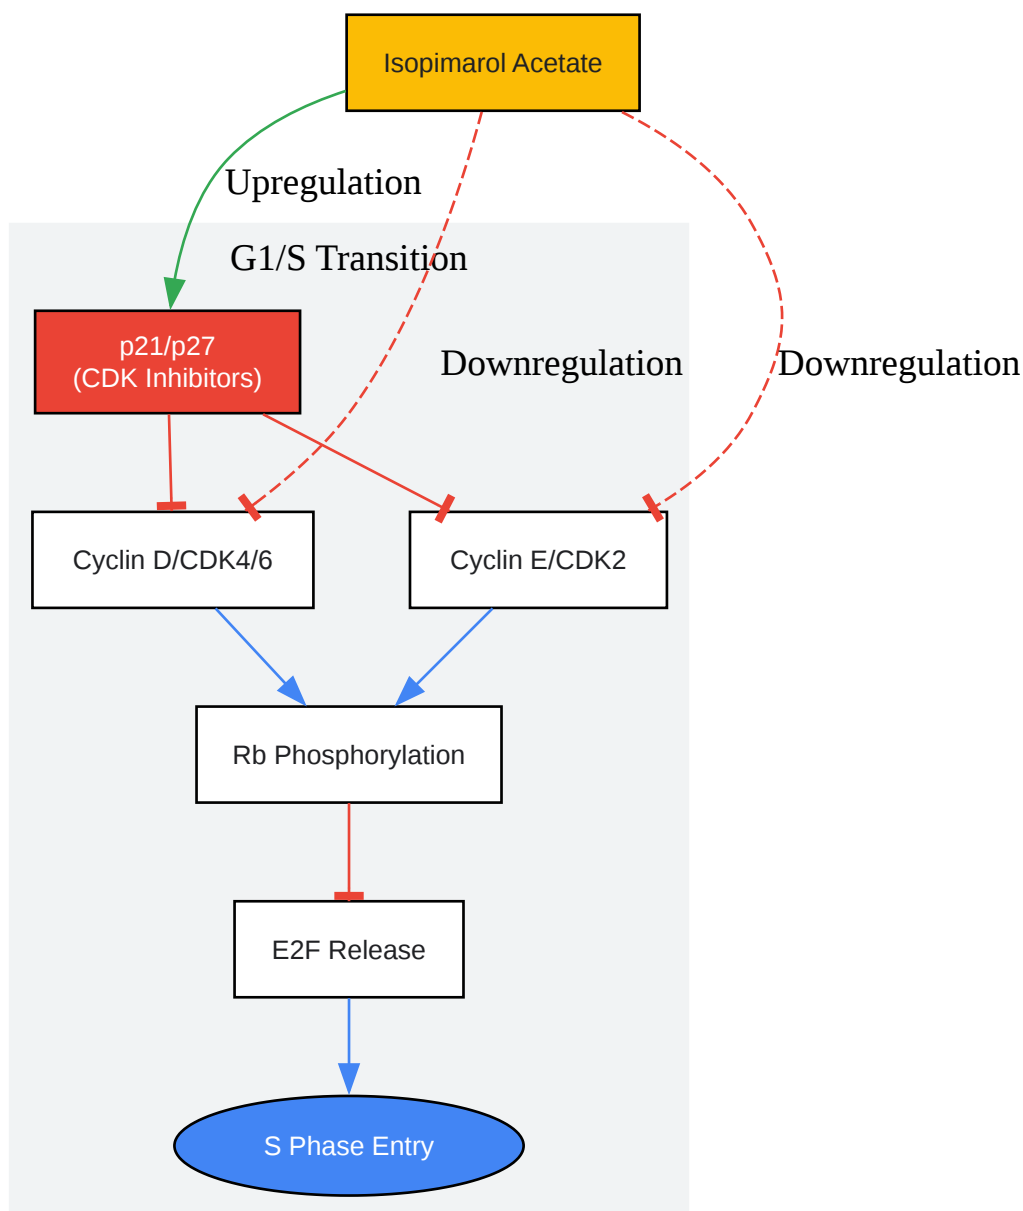 Isopimarol Acetate
Upregulation
G1/S Transition
p21/p27
(CDK Inhibitors)
Downregulation
Downregulation
Cyclin D/CDK4/6
Cyclin E/CDK2
Rb Phosphorylation
E2F Release
S Phase Entry